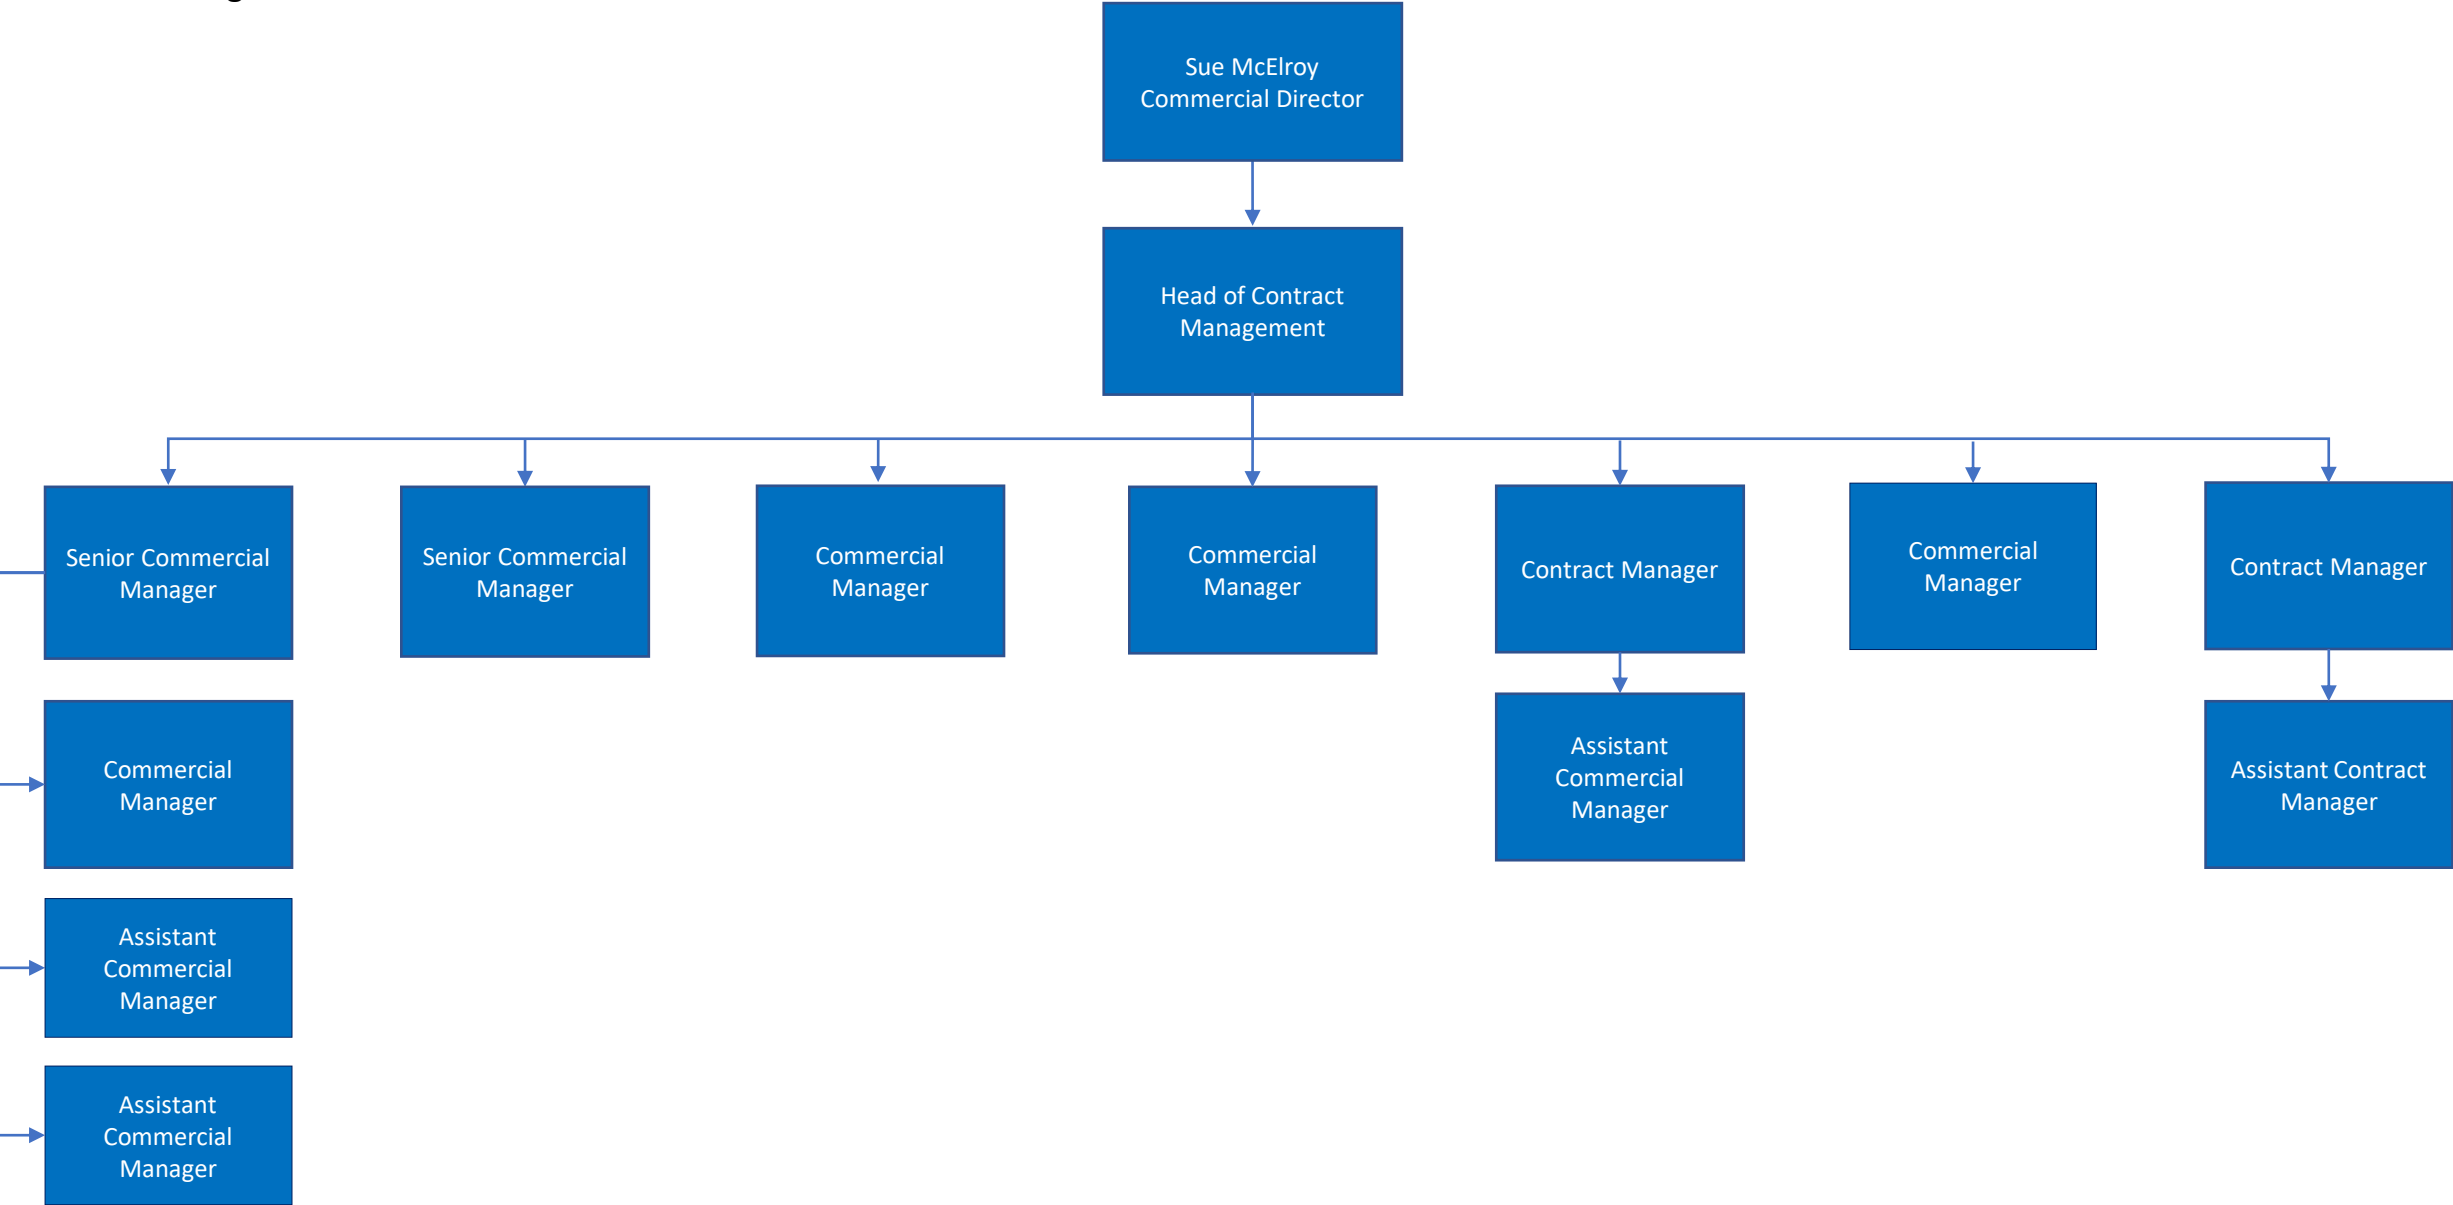 Sue McElroy
Commercial Director
Head of Contract
Management
Senior Commercial
Manager
Senior Commercial
Manager
Commercial
Manager
Commercial
Manager
Contract Manager
Commercial
Manager
Contract Manager
Commercial
Manager
Assistant
Commercial
Manager
Assistant Contract
Manager
Assistant
Commercial
Manager
Assistant
Commercial
Manager